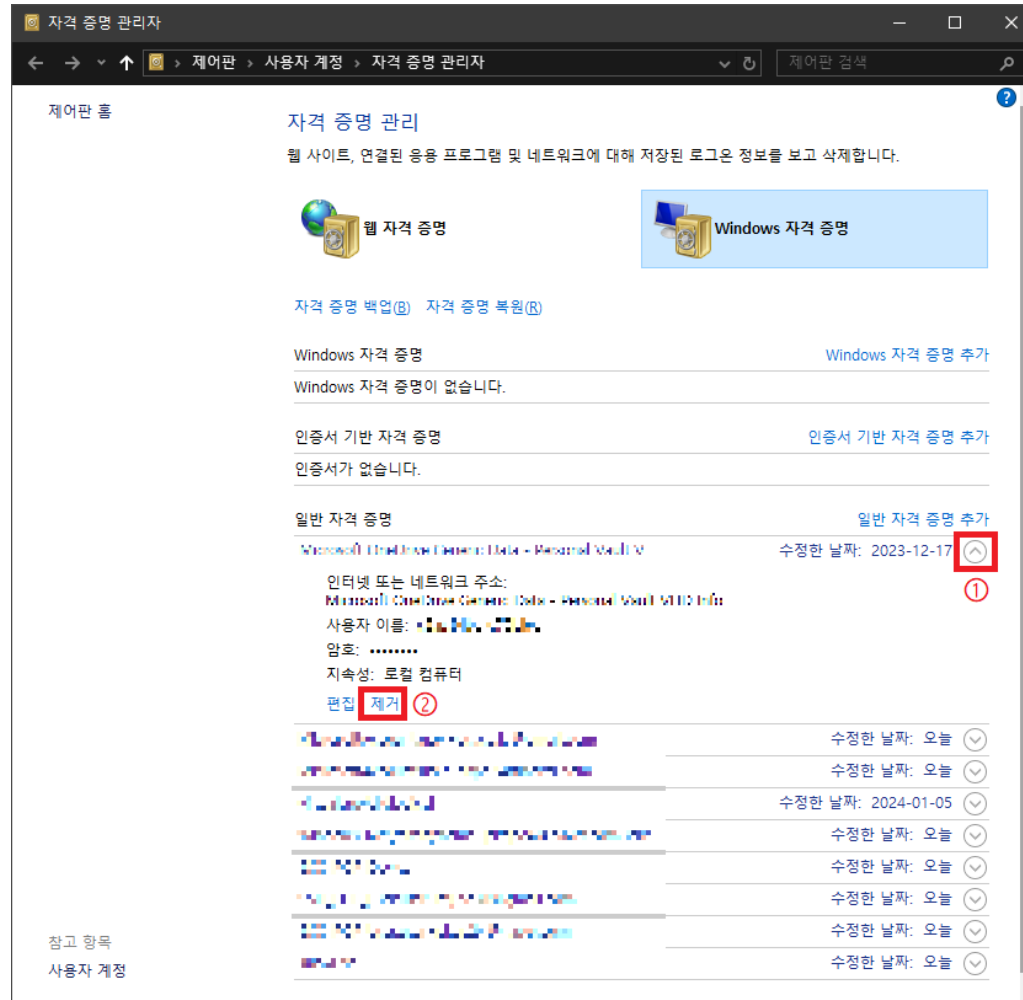 자격 증명 관리자
제어판 › 사용자 계정 › 자격 증명 관리자
제어판 검색
제어판 홈
자격 증명 관리
웹 사이트, 연결된 응용 프로그램 및 네트워크에 대해 저장된 로그온 정보를 보고 삭제합니다.
웹 자격 증명
Windows 자격 증명
자격 증명 백업(B) 자격 증명 복원(R)
Windows 자격 증명 Windows 자격 증명 추가
Windows 자격 증명이 없습니다.
인증서 기반 자격 증명 인증서 기반 자격 증명 추가
인증서가 없습니다.
일반 자격 증명 일반 자격 증명 추가
Microsoft OneDrive Generic Data - Personal Vault V 수정한 날짜: 2023-12-17
①
인터넷 또는 네트워크 주소:
Microsoft OneDrive Generic Data - Personal Vault VHD Info
사용자 이름:
암호: ••••••••
지속성: 로컬 컴퓨터
편집 제거 ②
수정한 날짜: 오늘
수정한 날짜: 오늘
수정한 날짜: 2024-01-05
수정한 날짜: 오늘
수정한 날짜: 오늘
수정한 날짜: 오늘
수정한 날짜: 오늘
수정한 날짜: 오늘
참고 항목
사용자 계정